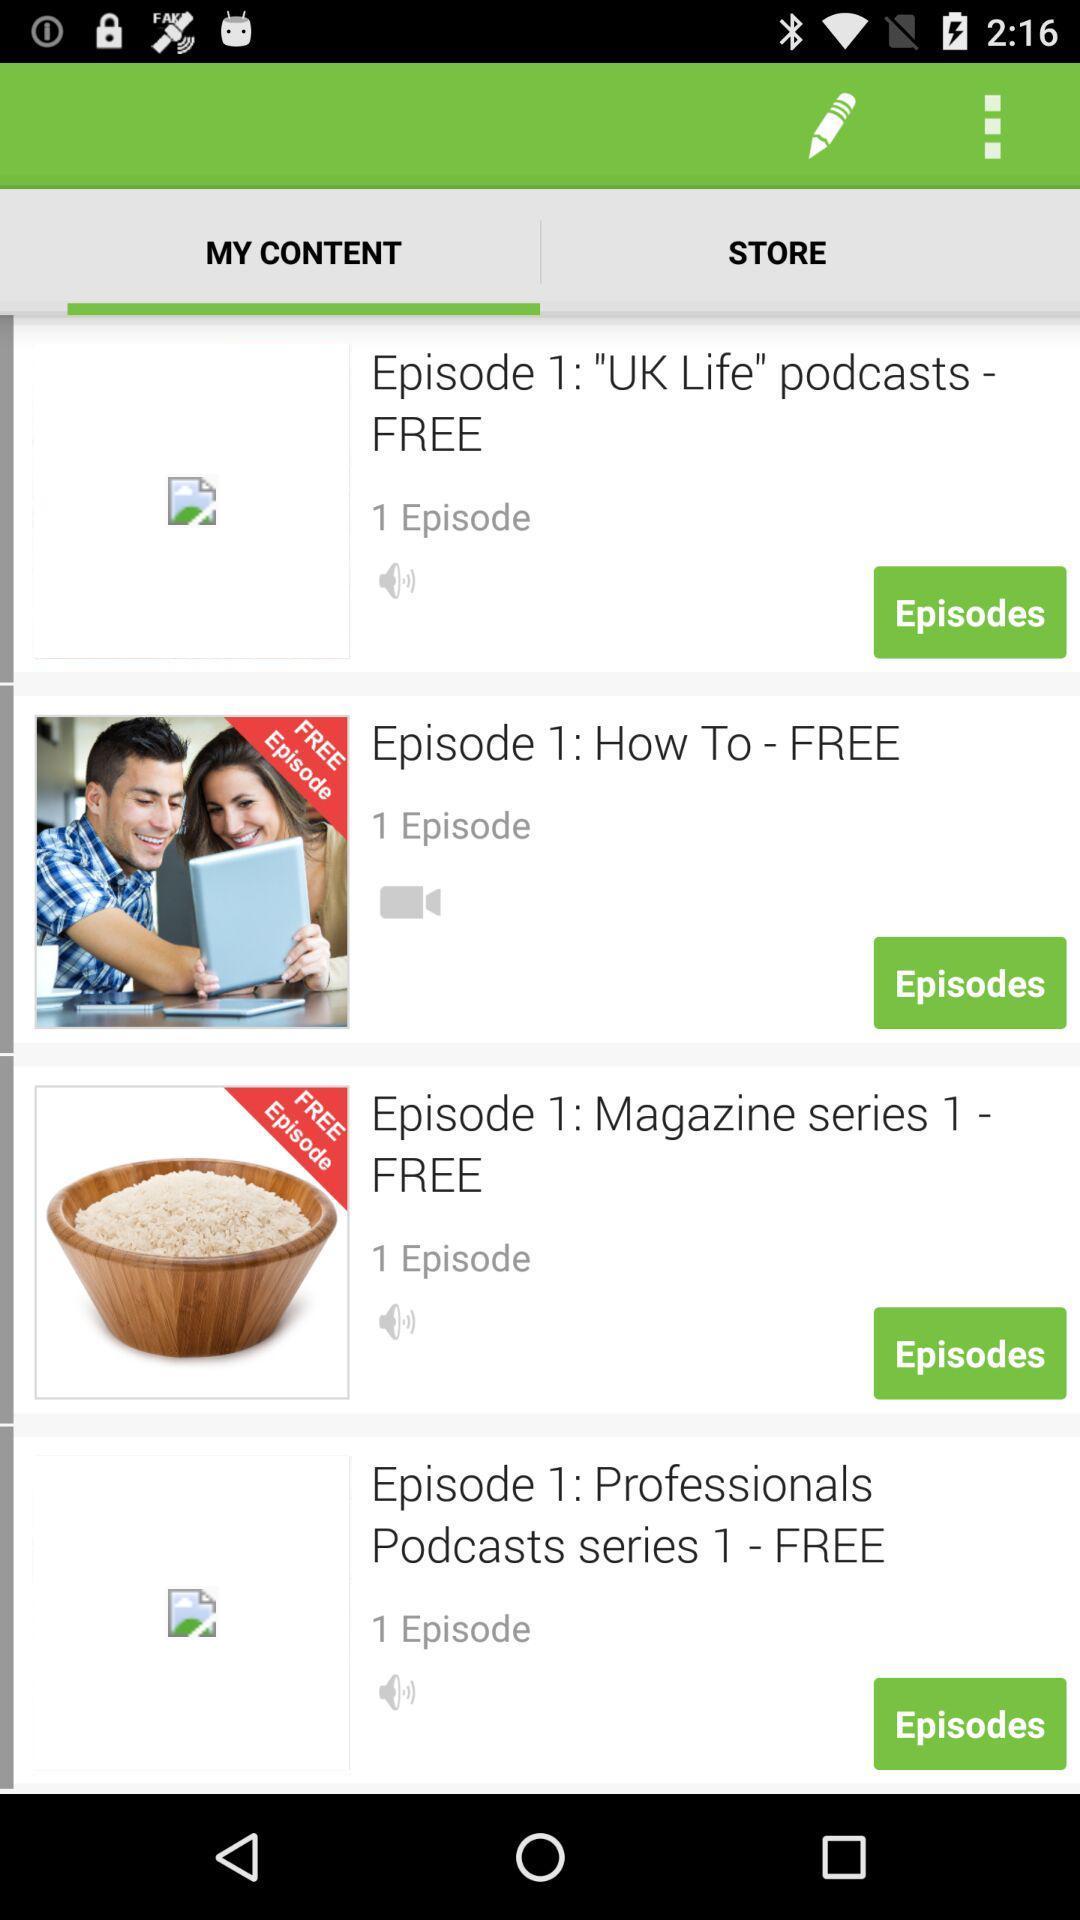 FAKE
2:16
MY CONTENT
STORE
Episode 1: "UK Life" podcasts -
FREE
1 Episode
Episodes
FREE
Episode
Episode 1: How To - FREE
1 Episode
Episodes
FREE
Episode
Episode 1: Magazine series 1 -
FREE
1 Episode
Episodes
Episode 1: Professionals
Podcasts series 1 - FREE
1 Episode
Episodes